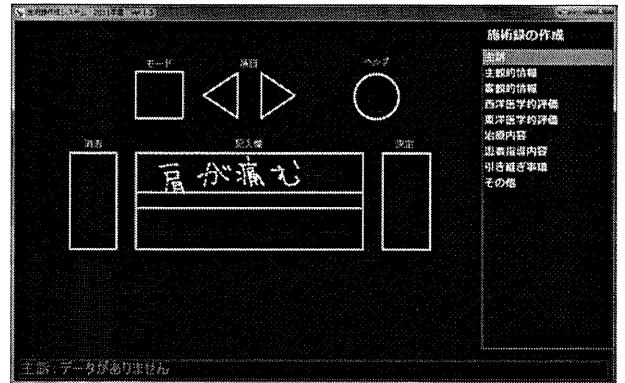 施術録の作成
モード
項目
ヘルプ
主訴
主観的情報
客観的情報
西洋医学的評価
東洋医学的評価
治療内容
患者指導内容
引き継ぎ事項
その他
消去
記入欄
決定
肩が痛む
主訴:データがありません